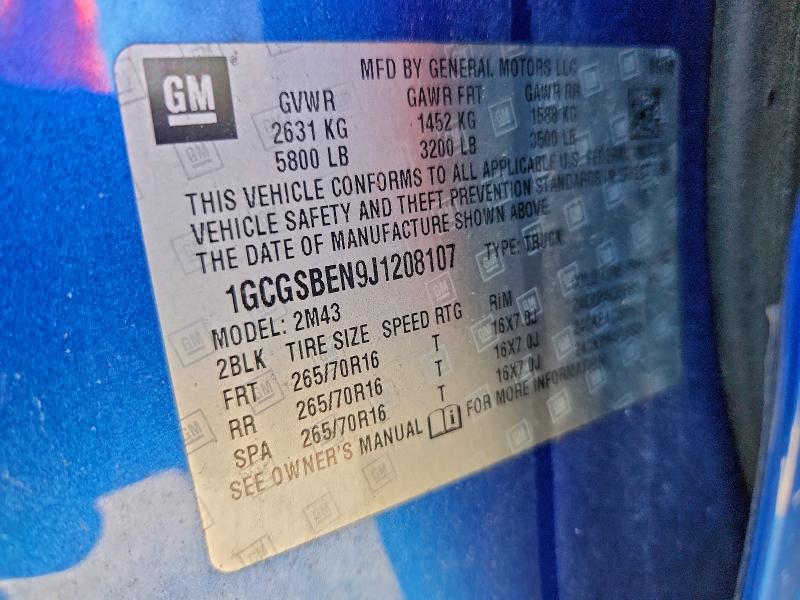 GM
MFD BY GENERAL MOTORS LLC
GVWR GAWR FRT GAWR RR
2631 KG 1452 KG 1588 KG
5800 LB 3200 LB 3500 LB
THIS VEHICLE CONFORMS TO ALL APPLICABLE U.S. FEDERAL
VEHICLE SAFETY AND THEFT PREVENTION STANDARDS IN EFFECT
THE DATE OF MANUFACTURE SHOWN ABOVE
1GCGSBEN9J1208107 TYPE: TRUCK
MODEL: 2M43
2BLK TIRE SIZE SPEED RTG RIM
FRT 265/70R16 T 16X7.0J
RR 265/70R16 T 16X7.0J
SPA 265/70R16 T 16X7.0J
SEE OWNER'S MANUAL FOR MORE INFORMATION